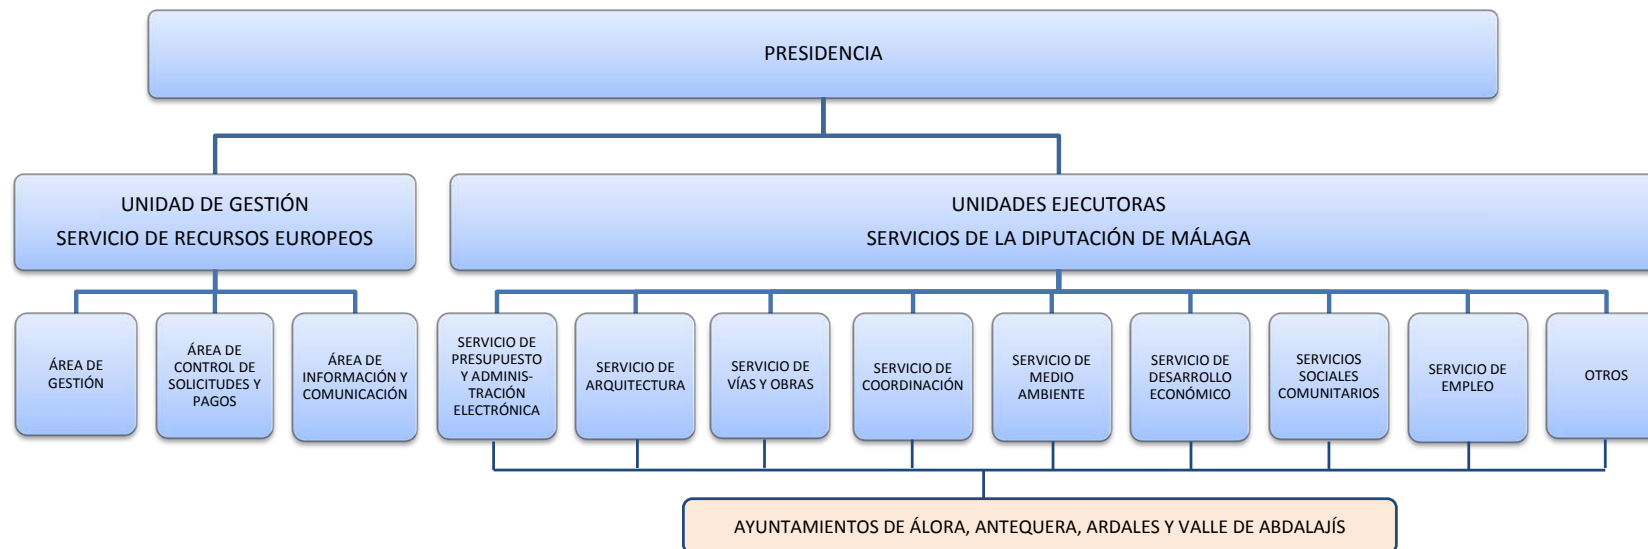 PRESIDENCIA
UNIDAD DE GESTIÓN
SERVICIO DE RECURSOS EUROPEOS
UNIDADES EJECUTORAS
SERVICIOS DE LA DIPUTACIÓN DE MÁLAGA
ÁREA DE
GESTIÓN
ÁREA DE
CONTROL DE
SOLICITUDES Y
PAGOS
ÁREA DE
INFORMACIÓN Y
COMUNICACIÓN
SERVICIO DE
PRESUPUESTO
Y ADMINIS-
TRACIÓN
ELECTRÓNICA
SERVICIO DE
ARQUITECTURA
SERVICIO DE
VÍAS Y OBRAS
SERVICIO DE
COORDINACIÓN
SERVICIO DE
MEDIO
AMBIENTE
SERVICIO DE
DESARROLLO
ECONÓMICO
SERVICIOS
SOCIALES
COMUNITARIOS
SERVICIO DE
EMPLEO
OTROS
AYUNTAMIENTOS DE ÁLORA, ANTEQUERA, ARDALES Y VALLE DE ABDALAJÍS